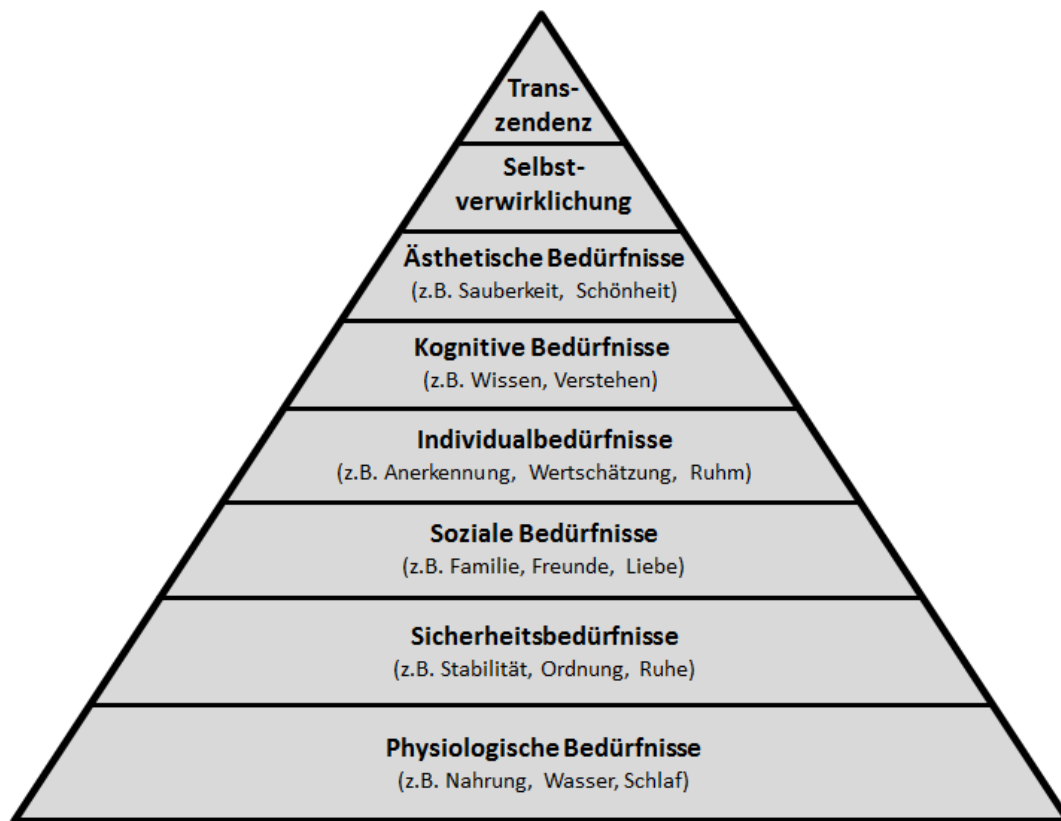 Trans-
zendenz
Selbst-
verwirklichung
Ästhetische Bedürfnisse
(z.B. Sauberkeit, Schönheit)
Kognitive Bedürfnisse
(z.B. Wissen, Verstehen)
Individualbedürfnisse
(z.B. Anerkennung, Wertschätzung, Ruhm)
Soziale Bedürfnisse
(z.B. Familie, Freunde, Liebe)
Sicherheitsbedürfnisse
(z.B. Stabilität, Ordnung, Ruhe)
Physiologische Bedürfnisse
(z.B. Nahrung, Wasser, Schlaf)